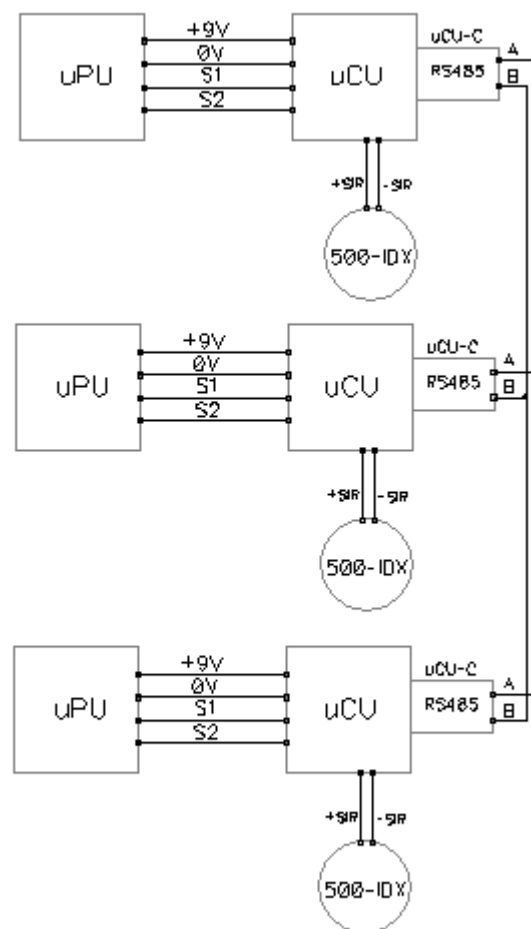 +9V
uCU-C
0V
A
uPU
uCU
RS485
S1
B
S2
+SIR
-SIR
500-IDX
+9V
uCU-C
0V
A
uPU
uCU
RS485
S1
B
S2
+SIR
-SIR
500-IDX
+9V
uCU-C
0V
A
uPU
uCU
RS485
S1
B
S2
+SIR
-SIR
500-IDX